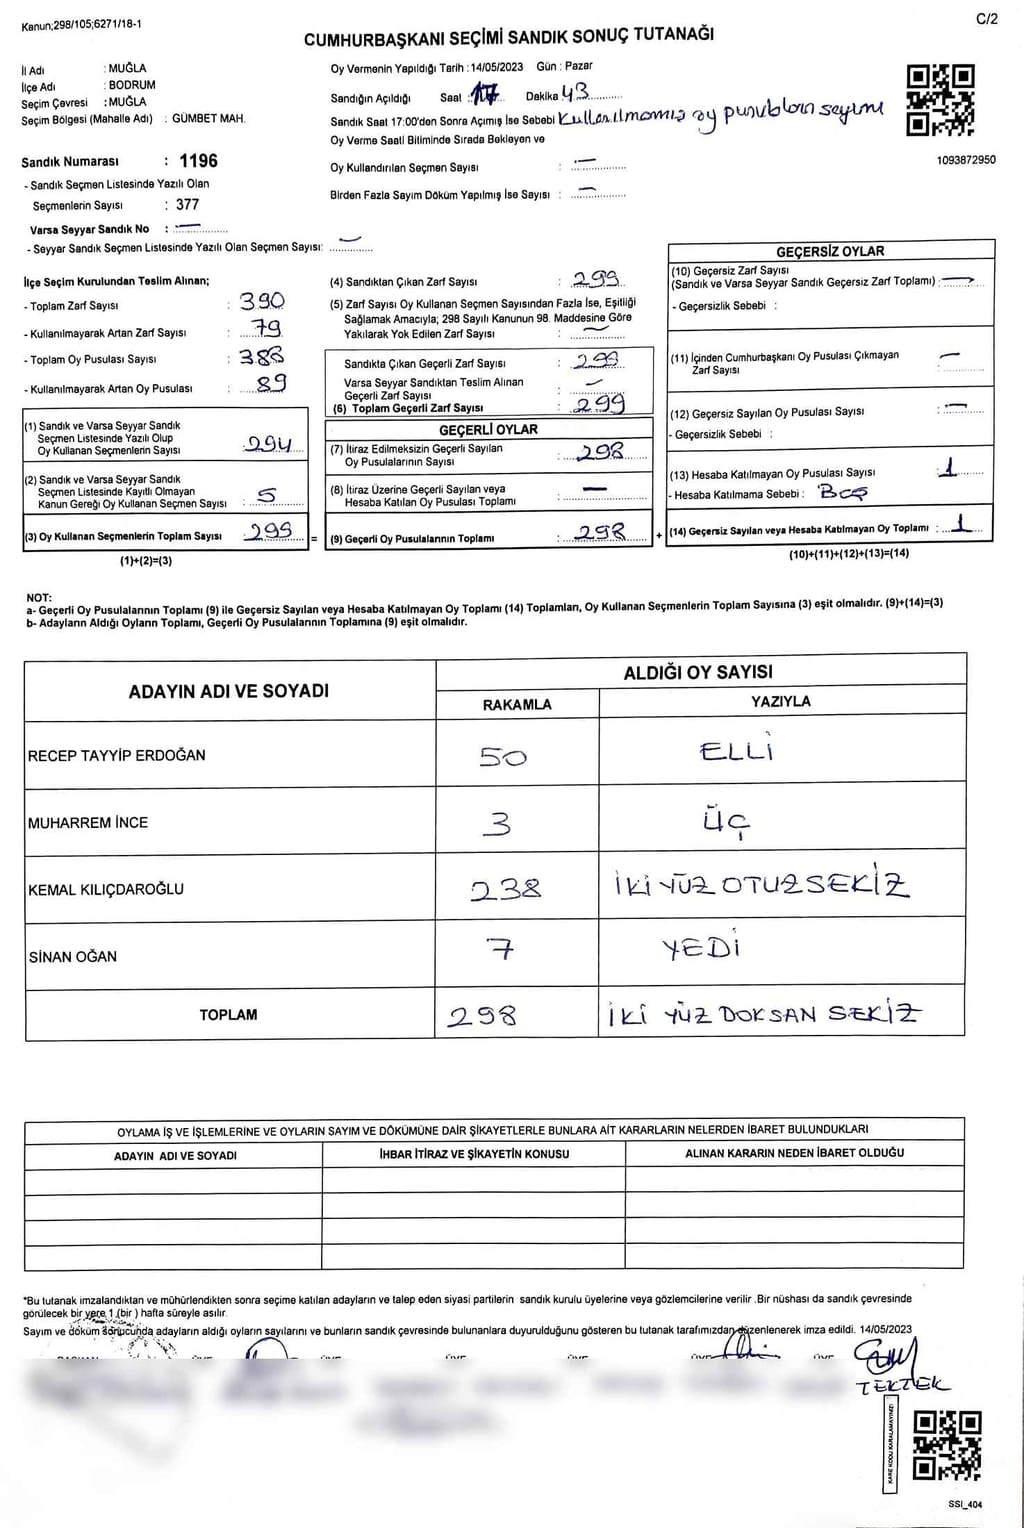 Kanun;298/105;6271/18-1
C/2
CUMHURBAŞKANI SEÇİMİ SANDIK SONUÇ TUTANAĞI
İl Adı : MUĞLA
İlçe Adı : BODRUM
Seçim Çevresi : MUĞLA
Seçim Bölgesi (Mahalle Adı) : GÜMBET MAH.
Oy Vermenin Yapıldığı Tarih : 14/05/2023 Gün : Pazar
Sandığın Açıldığı Saat : 17 Dakika 43
Sandık Saat 17:00'den Sonra Açımış İse Sebebi Kullanılmamış oy pusulaları sayımı
Oy Verme Saati Bitiminde Sırada Bekleyen ve
Oy Kullandırılan Seçmen Sayısı : —
Birden Fazla Sayım Döküm Yapılmış İse Sayısı : —
1093872950
Sandık Numarası : 1196
- Sandık Seçmen Listesinde Yazılı Olan
Seçmenlerin Sayısı : 377
Varsa Seyyar Sandık No : —
- Seyyar Sandık Seçmen Listesinde Yazılı Olan Seçmen Sayısı: —
İlçe Seçim Kurulundan Teslim Alınan;
- Toplam Zarf Sayısı : 390
- Kullanılmayarak Artan Zarf Sayısı : 79
- Toplam Oy Pusulası Sayısı : 388
- Kullanılmayarak Artan Oy Pusulası : 89
(1) Sandık ve Varsa Seyyar Sandık
Seçmen Listesinde Yazılı Olup
Oy Kullanan Seçmenlerin Sayısı : 294
(2) Sandık ve Varsa Seyyar Sandık
Seçmen Listesinde Kayıtlı Olmayan
Kanun Gereği Oy Kullanan Seçmen Sayısı : 5
(3) Oy Kullanan Seçmenlerin Toplam Sayısı : 299 =
(1)+(2)=(3)
(4) Sandıktan Çıkan Zarf Sayısı : 299
(5) Zarf Sayısı Oy Kullanan Seçmen Sayısından Fazla İse, Eşitliği
Sağlamak Amacıyla; 298 Sayılı Kanunun 98. Maddesine Göre
Yakılarak Yok Edilen Zarf Sayısı : —
Sandıkta Çıkan Geçerli Zarf Sayısı : 299
Varsa Seyyar Sandıktan Teslim Alınan
Geçerli Zarf Sayısı : —
(6) Toplam Geçerli Zarf Sayısı : 299
GEÇERLİ OYLAR
(7) İtiraz Edilmeksizin Geçerli Sayılan
Oy Pusulalarının Sayısı : 298
(8) İtiraz Üzerine Geçerli Sayılan veya
Hesaba Katılan Oy Pusulası Toplamı : —
(9) Geçerli Oy Pusulalarının Toplamı : 298 +
GEÇERSİZ OYLAR
(10) Geçersiz Zarf Sayısı
(Sandık ve Varsa Seyyar Sandık Geçersiz Zarf Toplamı) : —
- Geçersizlik Sebebi :
(11) İçinden Cumhurbaşkanı Oy Pusulası Çıkmayan
Zarf Sayısı : —
(12) Geçersiz Sayılan Oy Pusulası Sayısı : —
- Geçersizlik Sebebi :
(13) Hesaba Katılmayan Oy Pusulası Sayısı : 1
- Hesaba Katılmama Sebebi : Boş
(14) Geçersiz Sayılan veya Hesaba Katılmayan Oy Toplamı : 1
(10)+(11)+(12)+(13)=(14)
NOT:
a- Geçerli Oy Pusulalarının Toplamı (9) ile Geçersiz Sayılan veya Hesaba Katılmayan Oy Toplamı (14) Toplamları, Oy Kullanan Seçmenlerin Toplam Sayısına (3) eşit olmalıdır. (9)+(14)=(3)
b- Adayların Aldığı Oyların Toplamı, Geçerli Oy Pusulalarının Toplamına (9) eşit olmalıdır.
ADAYIN ADI VE SOYADI
ALDIĞI OY SAYISI
RAKAMLA YAZIYLA
RECEP TAYYİP ERDOĞAN 50 ELLİ
MUHARREM İNCE 3 ÜÇ
KEMAL KILIÇDAROĞLU 238 İKİ YÜZ OTUZSEKİZ
SİNAN OĞAN 7 YEDİ
TOPLAM 298 İKİ YÜZ DOKSAN SEKİZ
OYLAMA İŞ VE İŞLEMLERİNE VE OYLARIN SAYIM VE DÖKÜMÜNE DAİR ŞİKAYETLERLE BUNLARA AİT KARARLARIN NELERDEN İBARET BULUNDUKLARI
ADAYIN ADI VE SOYADI İHBAR İTİRAZ VE ŞİKAYETİN KONUSU ALINAN KARARIN NEDEN İBARET OLDUĞU
*Bu tutanak imzalandıktan ve mühürlendikten sonra seçime katılan adayların ve talep eden siyasi partilerin sandık kurulu üyelerine veya gözlemcilerine verilir .Bir nüshası da sandık çevresinde
görülecek bir yere 1 (bir ) hafta süreyle asılır.
Sayım ve döküm sonucunda adayların aldığı oyların sayılarını ve bunların sandık çevresinde bulunanlara duyurulduğunu gösteren bu tutanak tarafımızdan düzenlenerek imza edildi. 14/05/2023
TEKTEK
KARE KODU KARALAMAYINIZ!
SSI_404